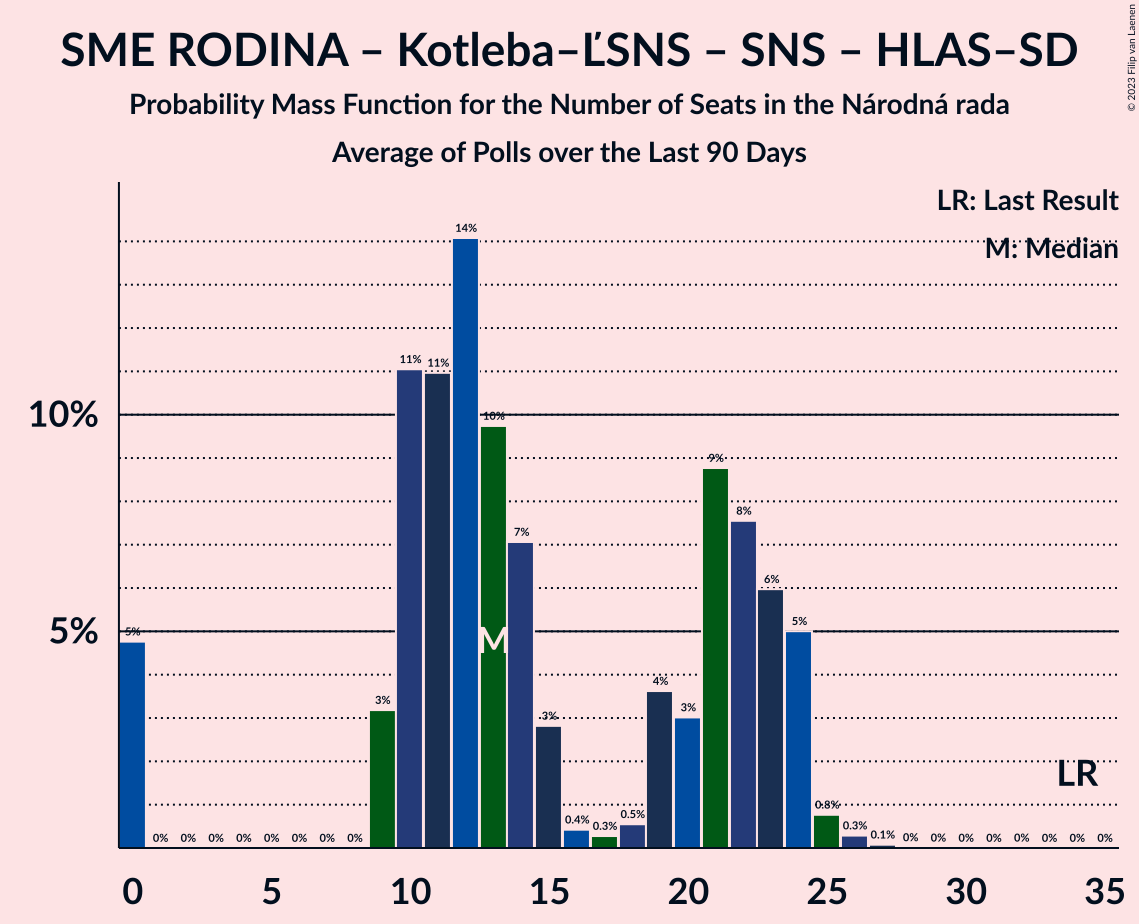 SME RODINA – Kotleba–ĽSNS – SNS – HLAS–SD
Probability Mass Function for the Number of Seats in the Národná rada
Average of Polls over the Last 90 Days
© 2023 Filip van Laenen
LR: Last Result
M: Median
14%
11% 11%
10% 10%
9%
8%
7%
6%
5% 5% 5%
M
4%
3% 3% 3%
LR
0.8%
0.4% 0.3% 0.5% 0.3% 0.1%
0% 0% 0% 0% 0% 0% 0% 0% 0% 0% 0% 0% 0% 0% 0% 0%
0 5 10 15 20 25 30 35